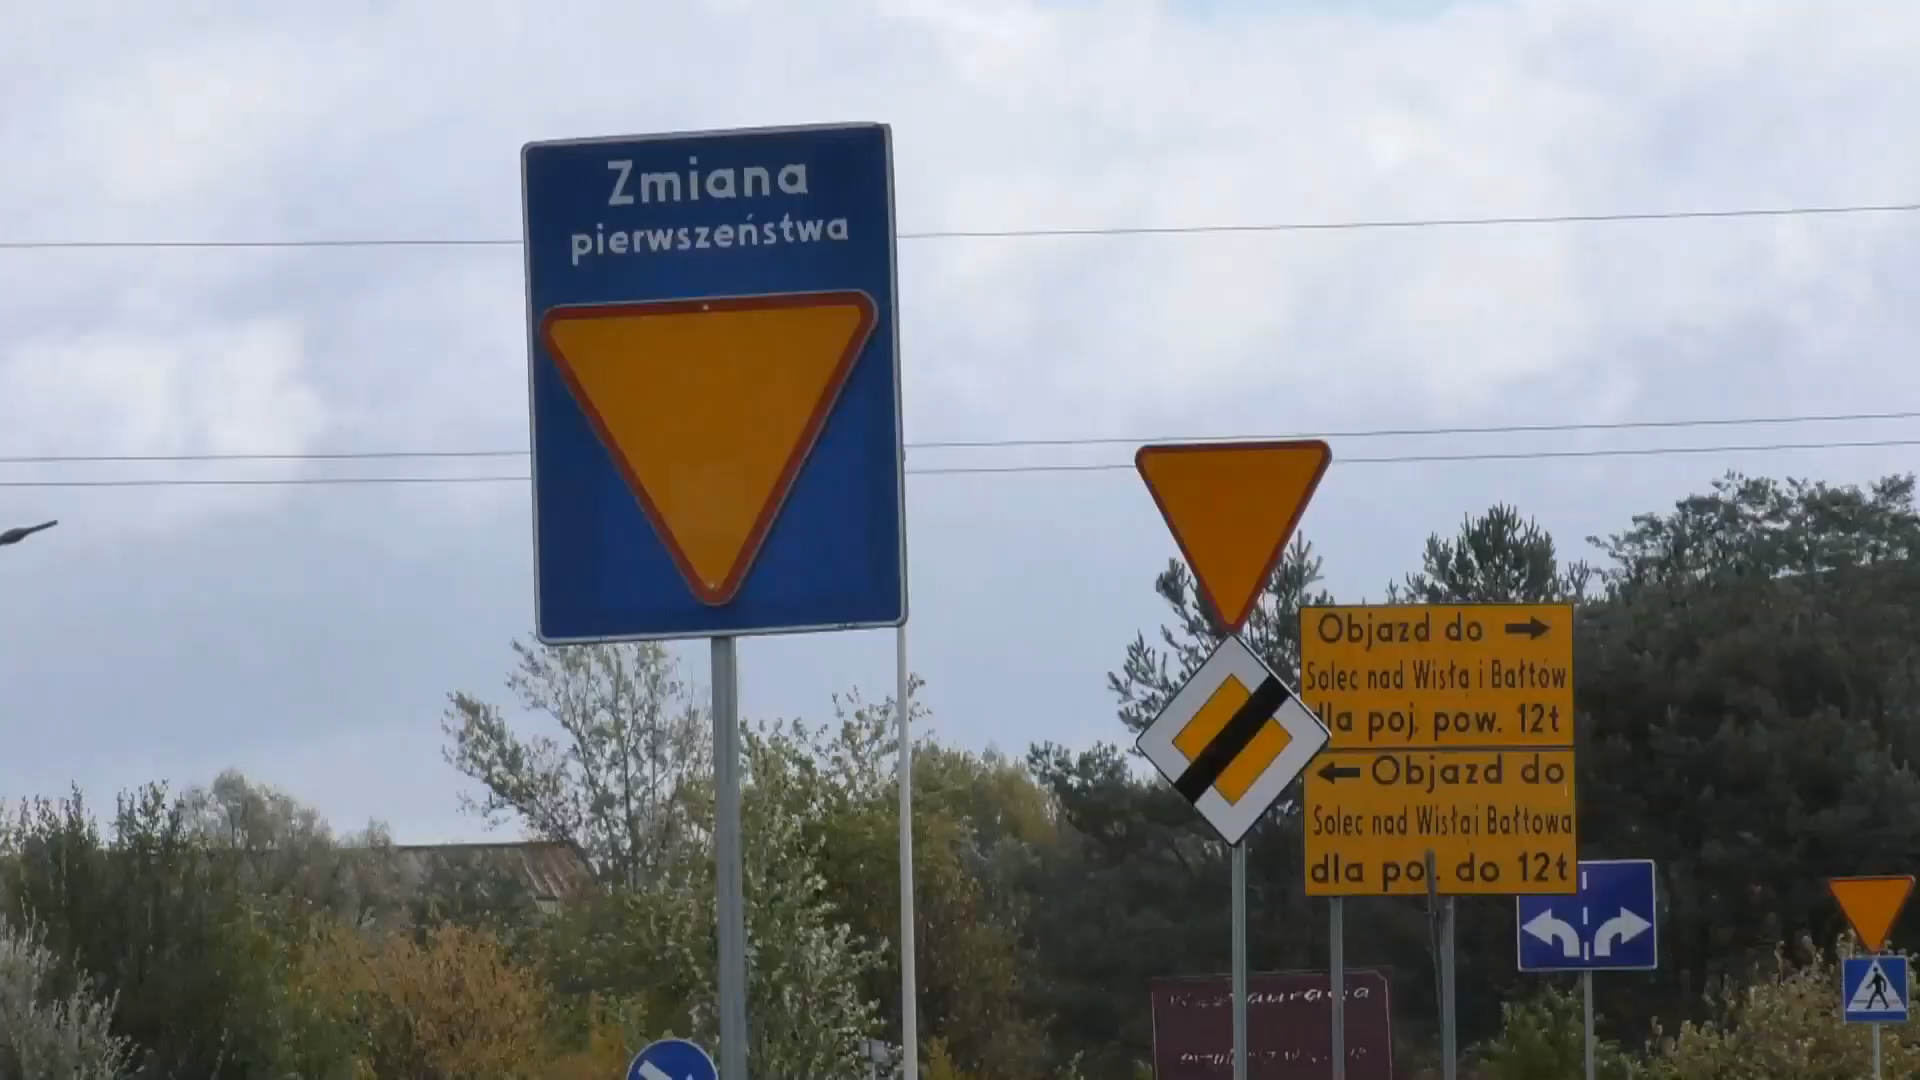 Zmiana
pierwszeństwa
Objazd do →
Solec nad Wisłą i Bałtów
dla poj. pow. 12t
← Objazd do
Solec nad Wisłą i Bałtowa
dla poj. do 12t